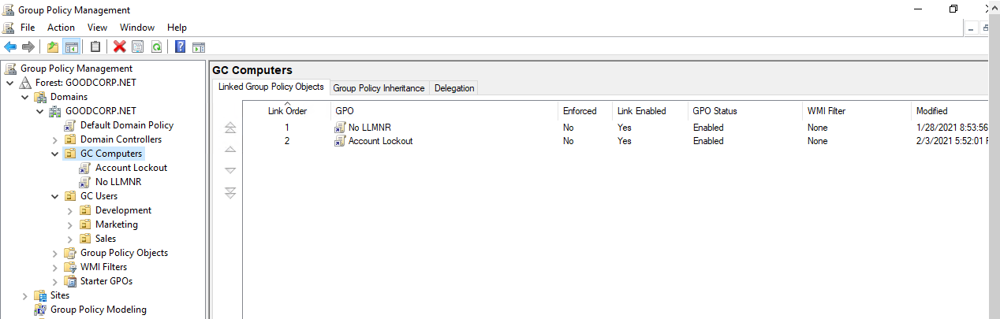 Group Policy Management
File Action View Window Help
Group Policy Management
Forest: GOODCORP.NET
Domains
GOODCORP.NET
Default Domain Policy
Domain Controllers
GC Computers
Account Lockout
No LLMNR
GC Users
Development
Marketing
Sales
Group Policy Objects
WMI Filters
Starter GPOs
Sites
Group Policy Modeling
GC Computers
Linked Group Policy Objects Group Policy Inheritance Delegation
Link Order GPO Enforced Link Enabled GPO Status WMI Filter Modified
1 No LLMNR No Yes Enabled None 1/28/2021 8:53:56
2 Account Lockout No Yes Enabled None 2/3/2021 5:52:01